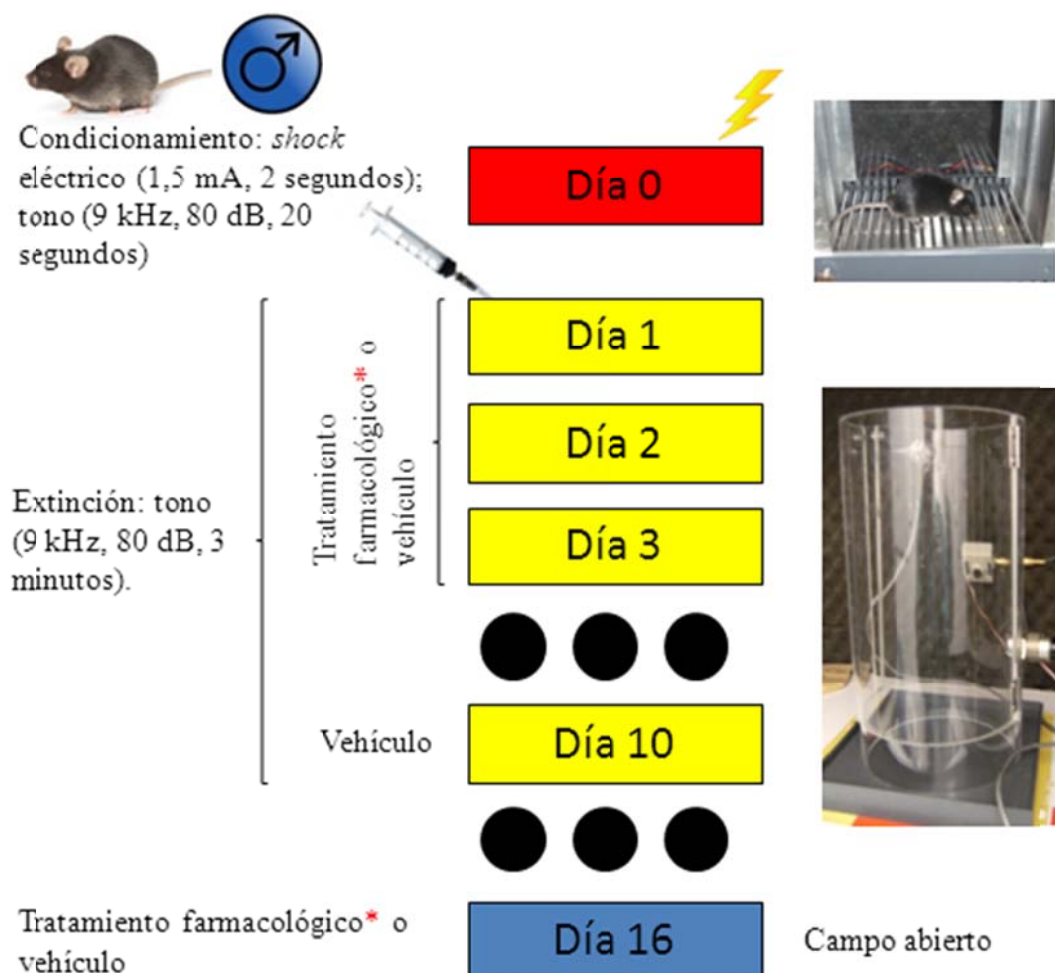 Condicionamiento: shock
eléctrico (1,5 mA, 2 segundos);
tono (9 kHz, 80 dB, 20
segundos)
Día 0
Día 1
Día 2
Día 3
Tratamiento
farmacológico* o
vehículo
Extinción: tono
(9 kHz, 80 dB, 3
minutos).
Vehículo
Día 10
Tratamiento farmacológico* o
vehículo
Día 16
Campo abierto